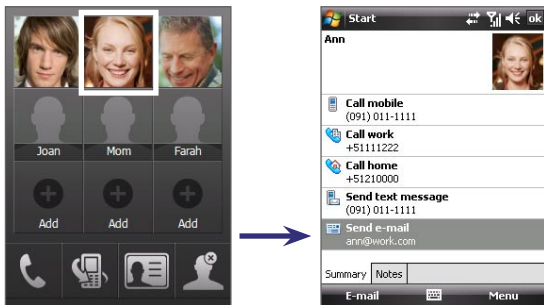 Joan Mom Farah
Add Add Add
Start ok
Ann
Call mobile
(091) 011-1111
Call work
+51111222
Call home
+51210000
Send text message
(091) 011-1111
Send e-mail
ann@work.com
Summary Notes
E-mail Menu